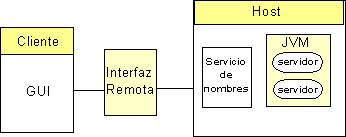 Host
Cliente
JVM
Interfaz
Remota
Servicio
de
nombres
servidor
GUI
servidor